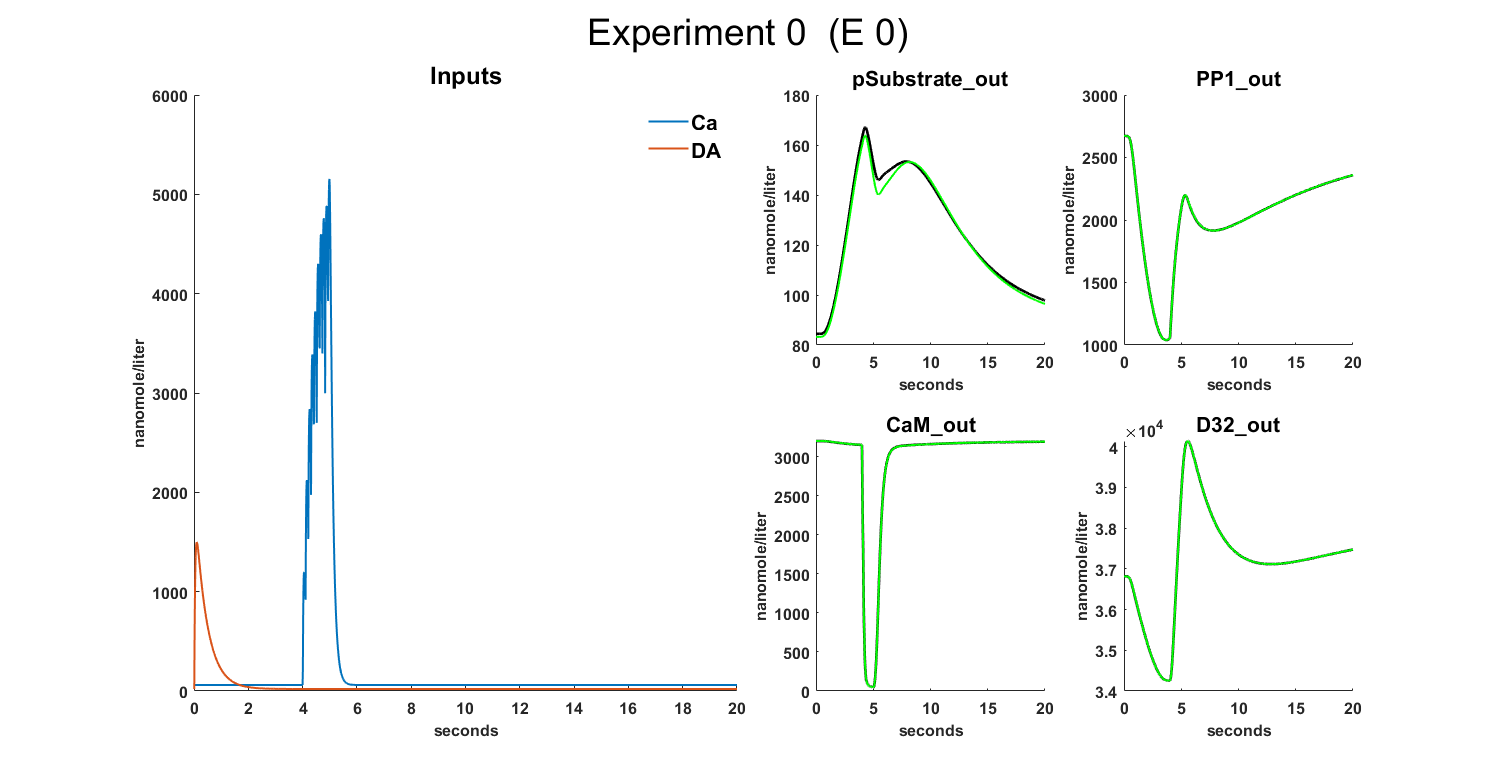 Experiment 0  (E 0)
Inputs
6000
5000
4000
3000
2000
1000
0
nanomole/liter
0 2 4 6 8 10 12 14 16 18 20
seconds
Ca
DA
pSubstrate_out
180
160
140
120
100
80
nanomole/liter
0 5 10 15 20
seconds
PP1_out
3000
2500
2000
1500
1000
nanomole/liter
0 5 10 15 20
seconds
CaM_out
3000
2500
2000
1500
1000
500
0
nanomole/liter
0 5 10 15 20
seconds
D32_out
×10⁴
4
3.9
3.8
3.7
3.6
3.5
3.4
nanomole/liter
0 5 10 15 20
seconds